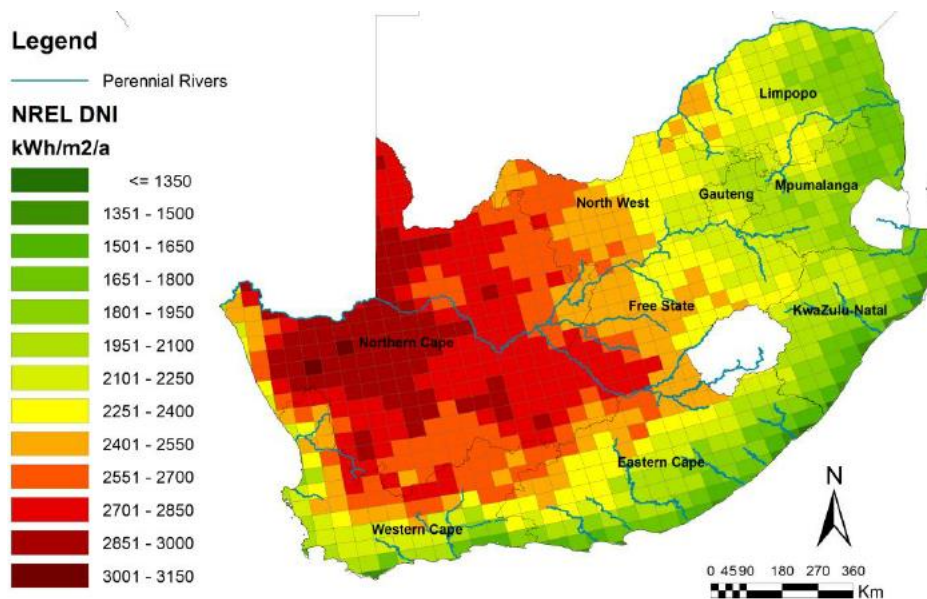 Legend
Perennial Rivers
NREL DNI
kWh/m2/a
<= 1350
1351 - 1500
1501 - 1650
1651 - 1800
1801 - 1950
1951 - 2100
2101 - 2250
2251 - 2400
2401 - 2550
2551 - 2700
2701 - 2850
2851 - 3000
3001 - 3150
Limpopo
Mpumalanga
Gauteng
North West
Free State
KwaZulu-Natal
Northern Cape
Eastern Cape
Western Cape
N
0 45 90 180 270 360
Km